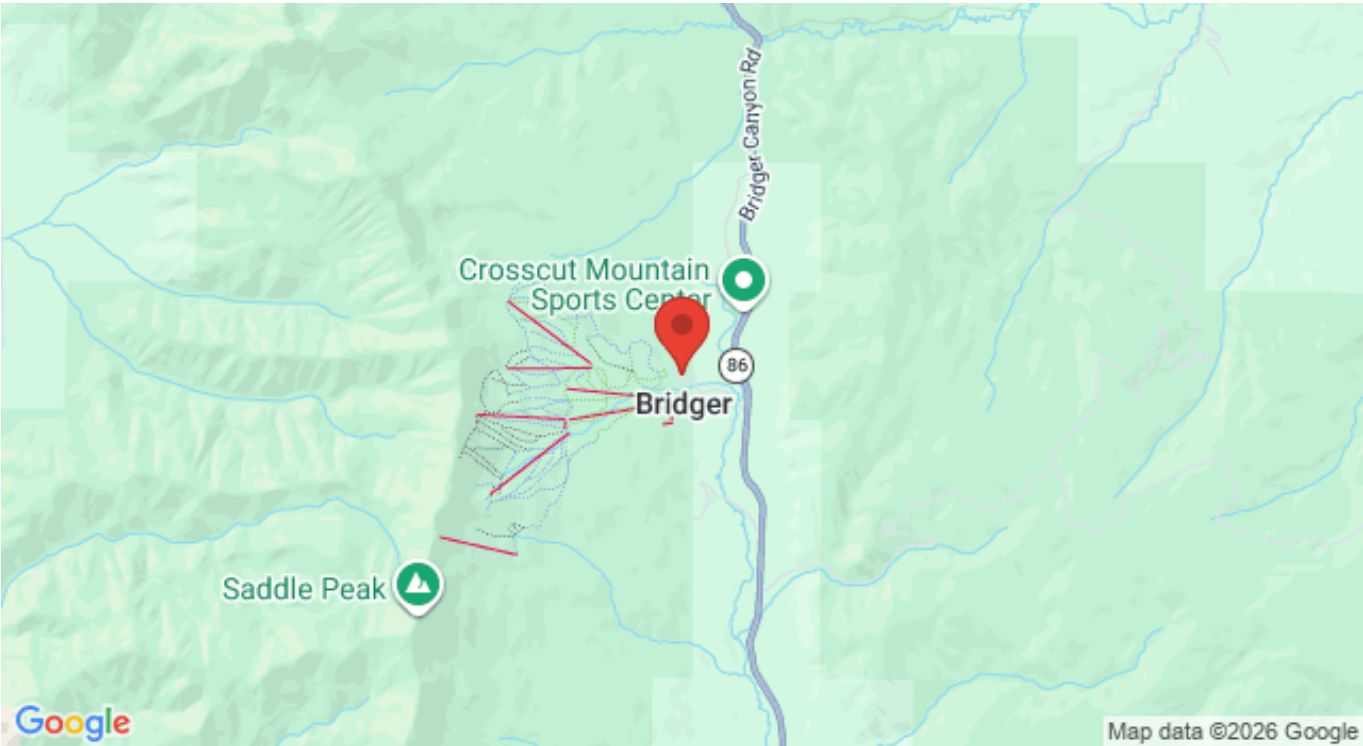 Bridger Canyon Rd
Crosscut Mountain
Sports Center
86
Bridger
Saddle Peak
Google
Map data ©2026 Google